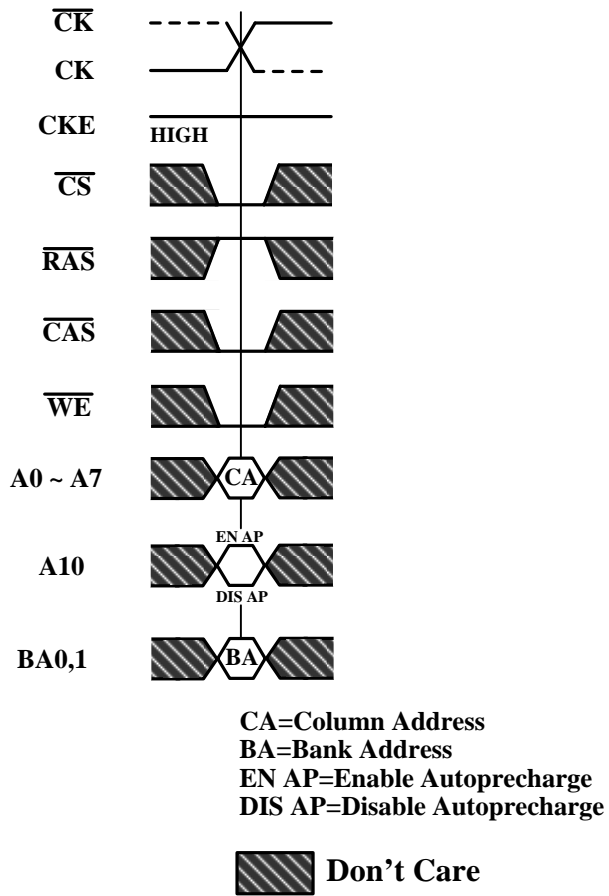 CK
CK
CKE
HIGH
CS
RAS
CAS
WE
A0 ~ A7
CA
EN AP
A10
DIS AP
BA0,1
BA
CA=Column Address
BA=Bank Address
EN AP=Enable Autoprecharge
DIS AP=Disable Autoprecharge
Don't Care